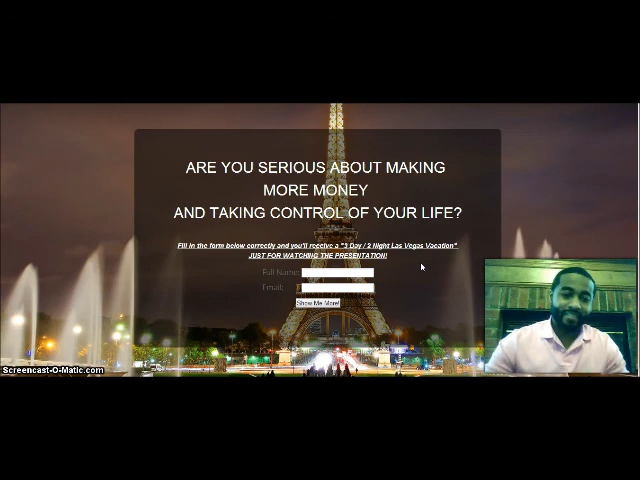 ARE YOU SERIOUS ABOUT MAKING
MORE MONEY
AND TAKING CONTROL OF YOUR LIFE?
Fill in the form below correctly and you'll receive a "3 Day / 2 Night Las Vegas Vacation"
JUST FOR WATCHING THE PRESENTATION!
Full Name:
Email:
Show Me More!
Screencast-O-Matic.com